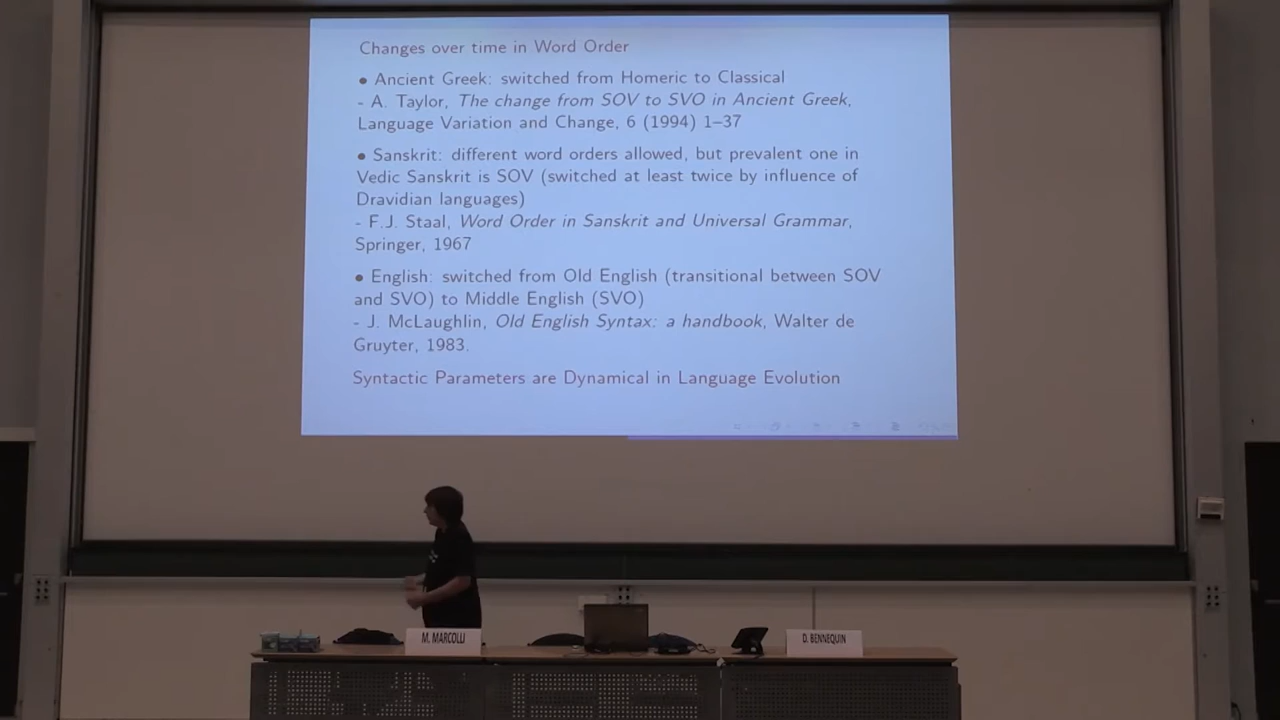 Changes over time in Word Order
• Ancient Greek: switched from Homeric to Classical
- A. Taylor, The change from SOV to SVO in Ancient Greek,
Language Variation and Change, 6 (1994) 1–37
• Sanskrit: different word orders allowed, but prevalent one in
Vedic Sanskrit is SOV (switched at least twice by influence of
Dravidian languages)
- F.J. Staal, Word Order in Sanskrit and Universal Grammar,
Springer, 1967
• English: switched from Old English (transitional between SOV
and SVO) to Middle English (SVO)
- J. McLaughlin, Old English Syntax: a handbook, Walter de
Gruyter, 1983.
Syntactic Parameters are Dynamical in Language Evolution
M. MARCOLLI
D. BENNEQUIN